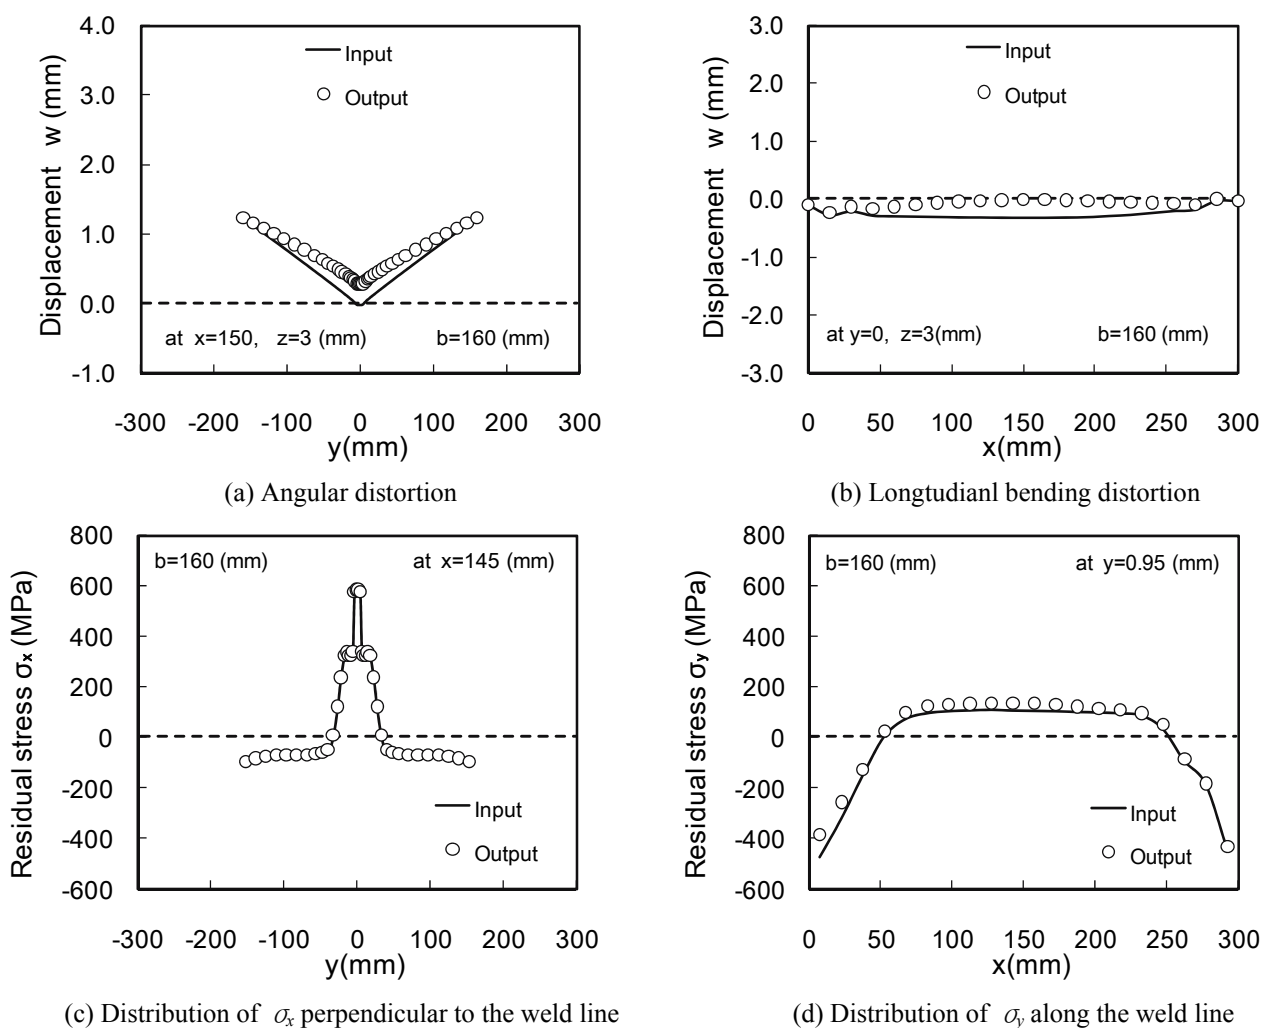 4.0
3.0
2.0
1.0
0.0
-1.0
Displacement w (mm)
Input
Output
at x=150, z=3 (mm) b=160 (mm)
-300 -200 -100 0 100 200 300
y(mm)
(a) Angular distortion
3.0
2.0
1.0
0.0
-1.0
-2.0
-3.0
Displacement w (mm)
Input
Output
at y=0, z=3(mm) b=160 (mm)
0 50 100 150 200 250 300
x(mm)
(b) Longtudianl bending distortion
800
600
400
200
0
-200
-400
-600
Residual stress σx (MPa)
b=160 (mm) at x=145 (mm)
Input
Output
-300 -200 -100 0 100 200 300
y(mm)
(c) Distribution of σx perpendicular to the weld line
800
600
400
200
0
-200
-400
-600
Residual stress σy (MPa)
b=160 (mm) at y=0.95 (mm)
Input
Output
0 50 100 150 200 250 300
x(mm)
(d) Distribution of σy along the weld line